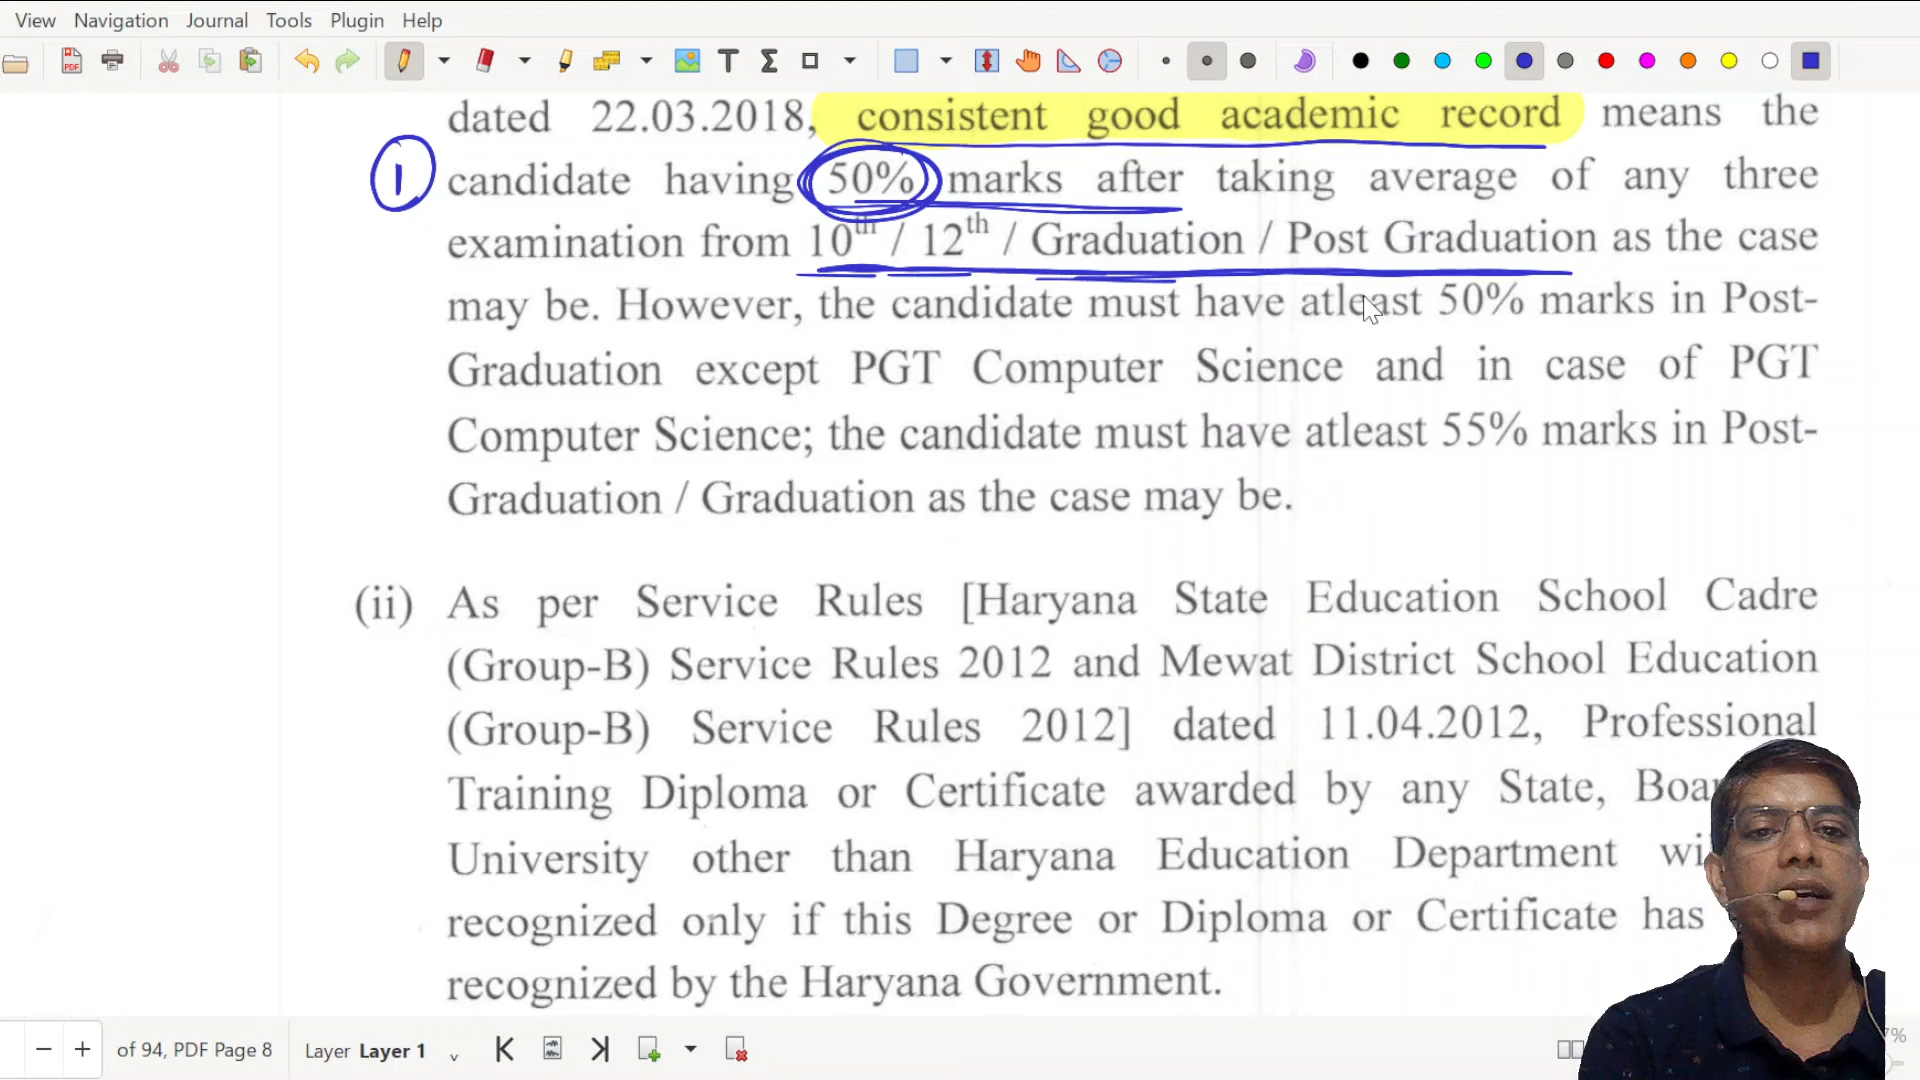 View Navigation Journal Tools Plugin Help
dated 22.03.2018, consistent good academic record means the
1
candidate having 50% marks after taking average of any three
examination from 10th / 12th / Graduation / Post Graduation as the case
may be. However, the candidate must have atleast 50% marks in Post-
Graduation except PGT Computer Science and in case of PGT
Computer Science; the candidate must have atleast 55% marks in Post-
Graduation / Graduation as the case may be.
(ii) As per Service Rules [Haryana State Education School Cadre
(Group-B) Service Rules 2012 and Mewat District School Education
(Group-B) Service Rules 2012] dated 11.04.2012, Professional
Training Diploma or Certificate awarded by any State,
University other than Haryana Education Department
recognized only if this Degree or Diploma or Certificate has
recognized by the Haryana Government.
of 94, PDF Page 8 Layer Layer 1